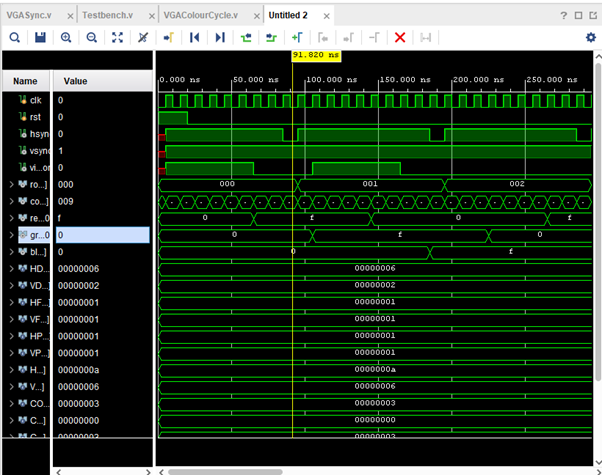 VGASync.v × Testbench.v × VGAColourCycle.v × Untitled 2 ×
91.820 ns
Name Value
0.000 ns 50.000 ns 100.000 ns 150.000 ns 200.000 ns 250.000 ns
clk 0
rst 0
hsync 0
vsync 1
vi...or 0
ro...] 000 000 001 002
co...] 009
re...0 f 0 f 0 f
gr...0 0 0 f 0
bl...] 0 0 f
HD...] 00000006 00000006
VD...] 00000002 00000002
HF...] 00000001 00000001
VF...] 00000001 00000001
HP...] 00000001 00000001
VP...] 00000001 00000001
H...] 0000000a 0000000a
V...] 00000006 00000006
CO...] 00000003 00000003
C...] 00000000 00000000
C...] 00000003 00000003